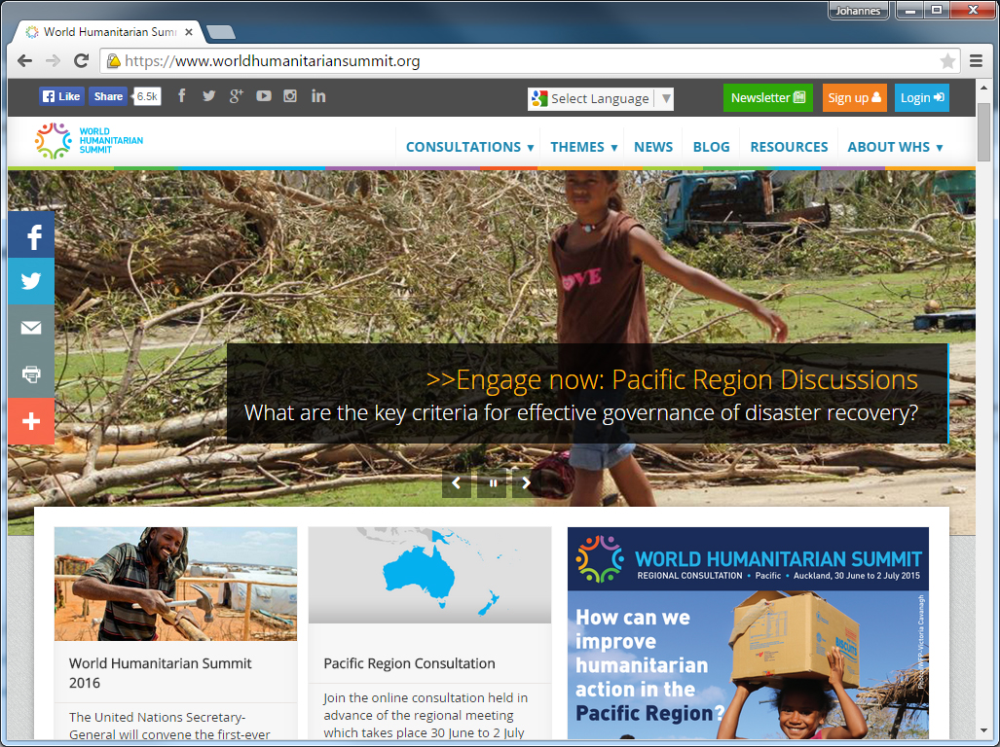 Johannes
World Humanitarian Sum
https://www.worldhumanitariansummit.org
Like Share 6.5k
Select Language
Newsletter
Sign up
Login
WORLD
HUMANITARIAN
SUMMIT
CONSULTATIONS THEMES NEWS BLOG RESOURCES ABOUT WHS
LOVE
>>Engage now: Pacific Region Discussions
What are the key criteria for effective governance of disaster recovery?
World Humanitarian Summit
2016
The United Nations Secretary-
General will convene the first-ever
Pacific Region Consultation
Join the online consultation held in
advance of the regional meeting
which takes place 30 June to 2 July
WORLD HUMANITARIAN SUMMIT
REGIONAL CONSULTATION • Pacific • Auckland, 30 June to 2 July 2015
How can we
improve
humanitarian
action in the
Pacific Region?
Photo: WFP-Victoria Cavanagh